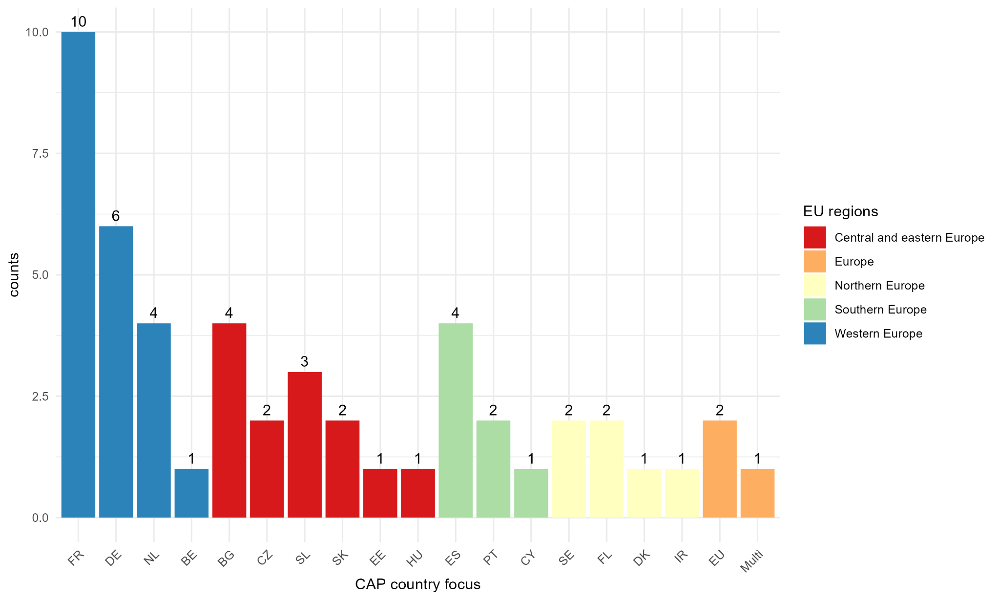 10
10.0
6
7.5
5.0
4
4
4
3
2.5
2
2
2
2
2
2
1
1
1
1
1
1
1
0.0
counts
FR
DE
NL
BE
BG
CZ
SL
SK
EE
HU
ES
PT
CY
SE
FL
DK
IR
EU
Multi
CAP country focus
EU regions
Central and eastern Europe
Europe
Northern Europe
Southern Europe
Western Europe